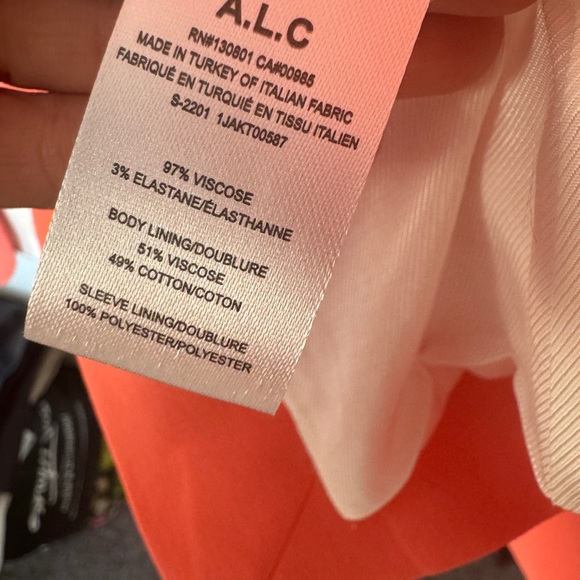 A.L.C
RN#130801 CA#00985
MADE IN TURKEY OF ITALIAN FABRIC
FABRIQUÉ EN TURQUIE EN TISSU ITALIEN
S-2201 1JAKT00587
97% VISCOSE
3% ELASTANE/ÉLASTHANNE
BODY LINING/DOUBLURE
51% VISCOSE
49% COTTON/COTON
SLEEVE LINING/DOUBLURE
100% POLYESTER/POLYESTER